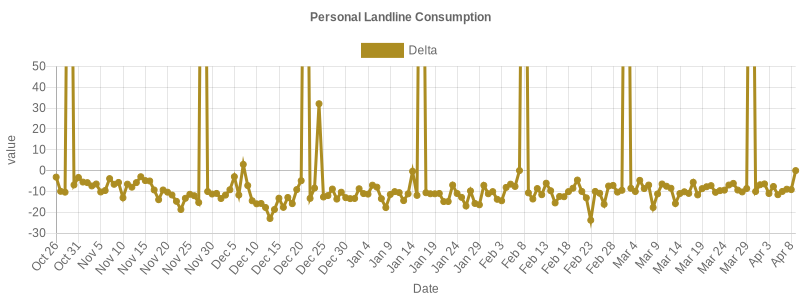 Personal Landline Consumption
Delta
value
50
40
30
20
10
0
-10
-20
-30
Oct 26
Oct 31
Nov 5
Nov 10
Nov 15
Nov 20
Nov 25
Nov 30
Dec 5
Dec 10
Dec 15
Dec 20
Dec 25
Dec 30
Jan 4
Jan 9
Jan 14
Jan 19
Jan 24
Jan 29
Feb 3
Feb 8
Feb 13
Feb 18
Feb 23
Feb 28
Mar 4
Mar 9
Mar 14
Mar 19
Mar 24
Mar 29
Apr 3
Apr 8
Date